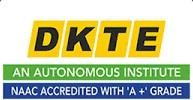 DKTE
AN AUTONOMOUS INSTITUTE
NAAC ACCREDITED WITH 'A +' GRADE